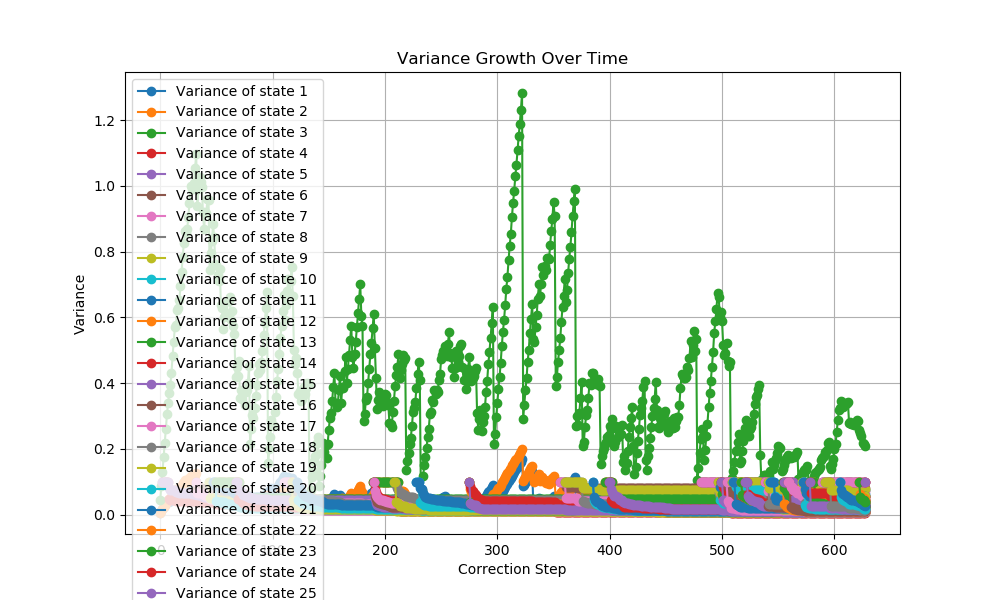 Variance Growth Over Time
1.2
1.0
0.8
0.6
0.4
0.2
0.0
Variance
Variance of state 1
Variance of state 2
Variance of state 3
Variance of state 4
Variance of state 5
Variance of state 6
Variance of state 7
Variance of state 8
Variance of state 9
Variance of state 10
Variance of state 11
Variance of state 12
Variance of state 13
Variance of state 14
Variance of state 15
Variance of state 16
Variance of state 17
Variance of state 18
Variance of state 19
Variance of state 20
Variance of state 21
Variance of state 22
Variance of state 23
Variance of state 24
Variance of state 25
200
300
400
500
600
Correction Step